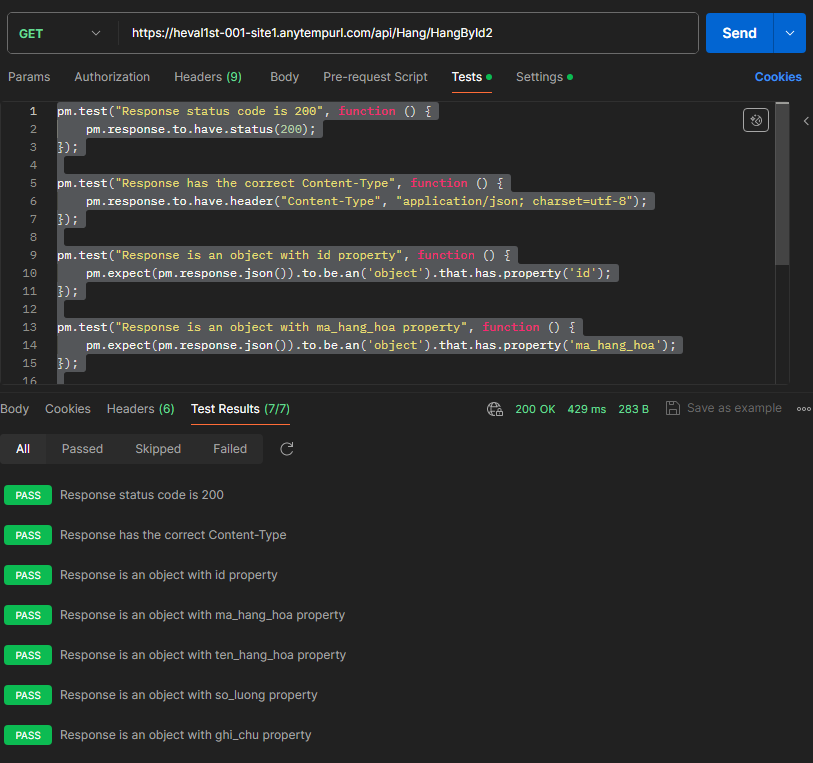 GET https://heval1st-001-site1.anytempurl.com/api/Hang/HangById2 Send
Params Authorization Headers (9) Body Pre-request Script Tests Settings Cookies
1 pm.test("Response status code is 200", function () {
2 pm.response.to.have.status(200);
3 });
4
5 pm.test("Response has the correct Content-Type", function () {
6 pm.response.to.have.header("Content-Type", "application/json; charset=utf-8");
7 });
8
9 pm.test("Response is an object with id property", function () {
10 pm.expect(pm.response.json()).to.be.an('object').that.has.property('id');
11 });
12
13 pm.test("Response is an object with ma_hang_hoa property", function () {
14 pm.expect(pm.response.json()).to.be.an('object').that.has.property('ma_hang_hoa');
15 });
16
Body Cookies Headers (6) Test Results (7/7) 200 OK 429 ms 283 B Save as example
All Passed Skipped Failed
PASS Response status code is 200
PASS Response has the correct Content-Type
PASS Response is an object with id property
PASS Response is an object with ma_hang_hoa property
PASS Response is an object with ten_hang_hoa property
PASS Response is an object with so_luong property
PASS Response is an object with ghi_chu property